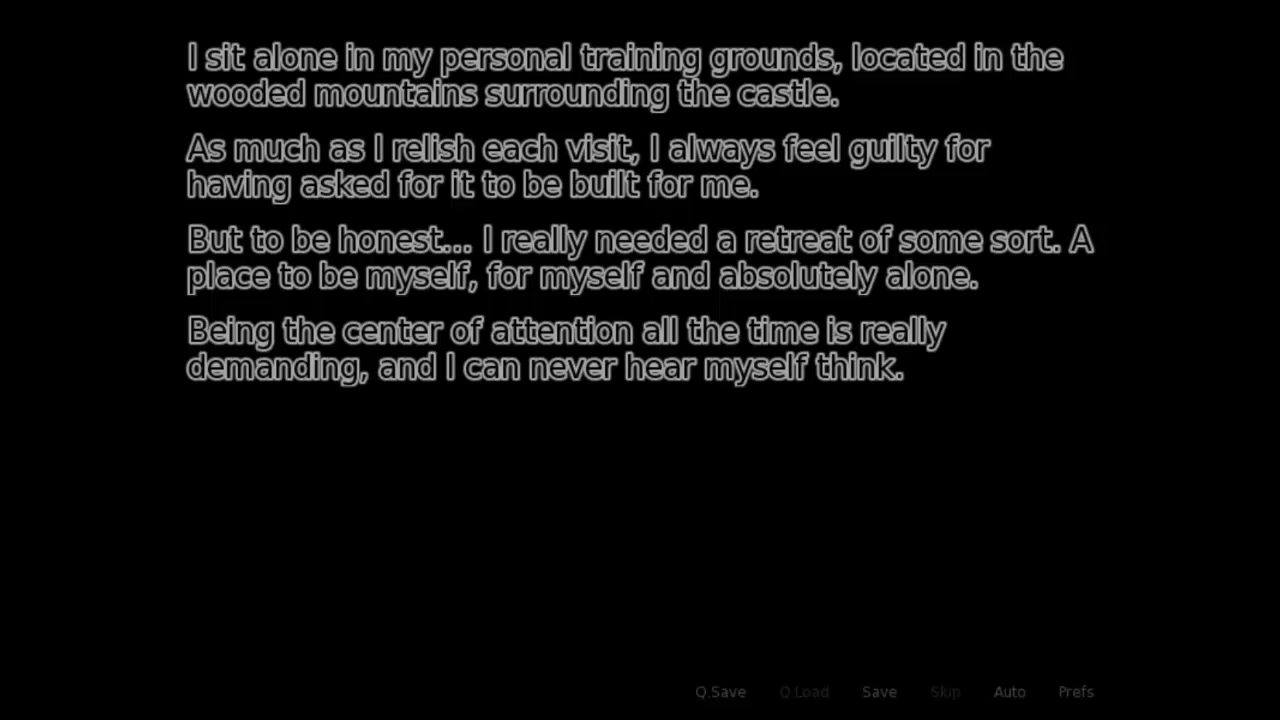 I sit alone in my personal training grounds, located in the
wooded mountains surrounding the castle.
As much as I relish each visit, I always feel guilty for
having asked for it to be built for me.
But to be honest... I really needed a retreat of some sort. A
place to be myself, for myself and absolutely alone.
Being the center of attention all the time is really
demanding, and I can never hear myself think.
Q.Save Q.Load Save Skip Auto Prefs